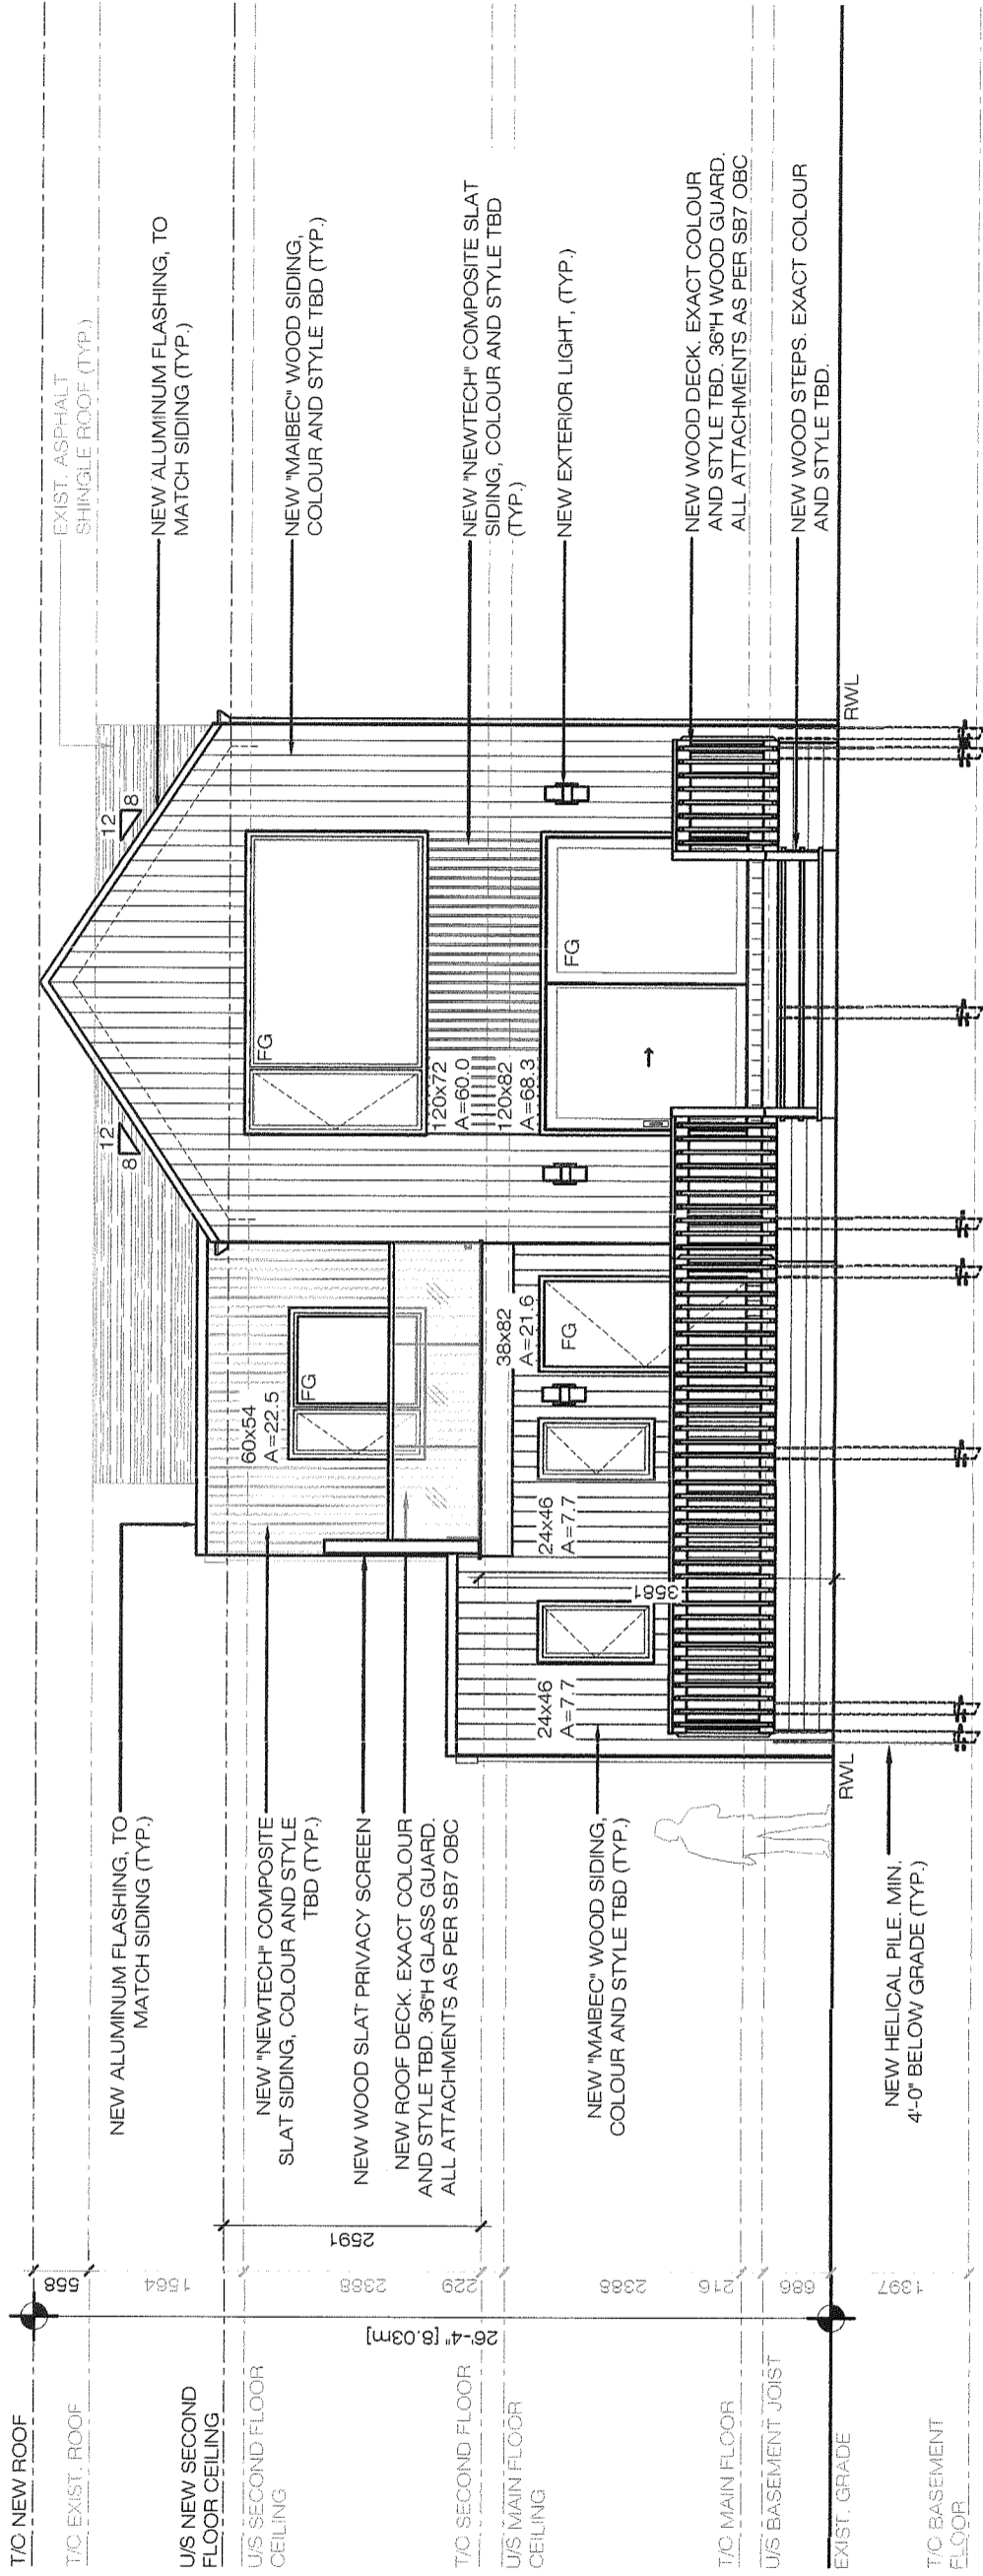 T/C NEW ROOF
T/C EXIST. ROOF
U/S NEW SECOND
FLOOR CEILING
U/S SECOND FLOOR
CEILING
T/C SECOND FLOOR
U/S MAIN FLOOR
CEILING
T/C MAIN FLOOR
U/S BASEMENT JOIST
EXIST. GRADE
T/C BASEMENT
FLOOR
558
1564
2388
229
2388
216
686
1397
26'-4" [8.03m]
2591
NEW ALUMINUM FLASHING, TO
MATCH SIDING (TYP.)
NEW "NEWTECH" COMPOSITE
SLAT SIDING, COLOUR AND STYLE
TBD (TYP.)
NEW WOOD SLAT PRIVACY SCREEN
NEW ROOF DECK. EXACT COLOUR
AND STYLE TBD. 36"H GLASS GUARD.
ALL ATTACHMENTS AS PER SB7 OBC
NEW "MAIBEC" WOOD SIDING,
COLOUR AND STYLE TBD (TYP.)
NEW HELICAL PILE. MIN.
4'-0" BELOW GRADE (TYP.)
RWL
24x46
A=7.7
3581
24x46
A=7.7
60x54
A=22.5
FG
38x82
A=21.6
FG
12
8
12
8
FG
120x72
A=60.0
120x82
A=68.3
FG
RWL
EXIST. ASPHALT
SHINGLE ROOF (TYP.)
NEW ALUMINUM FLASHING, TO
MATCH SIDING (TYP.)
NEW "MAIBEC" WOOD SIDING,
COLOUR AND STYLE TBD (TYP.)
NEW "NEWTECH" COMPOSITE SLAT
SIDING, COLOUR AND STYLE TBD
(TYP.)
NEW EXTERIOR LIGHT, (TYP.)
NEW WOOD DECK. EXACT COLOUR
AND STYLE TBD. 36"H WOOD GUARD.
ALL ATTACHMENTS AS PER SB7 OBC
NEW WOOD STEPS. EXACT COLOUR
AND STYLE TBD.